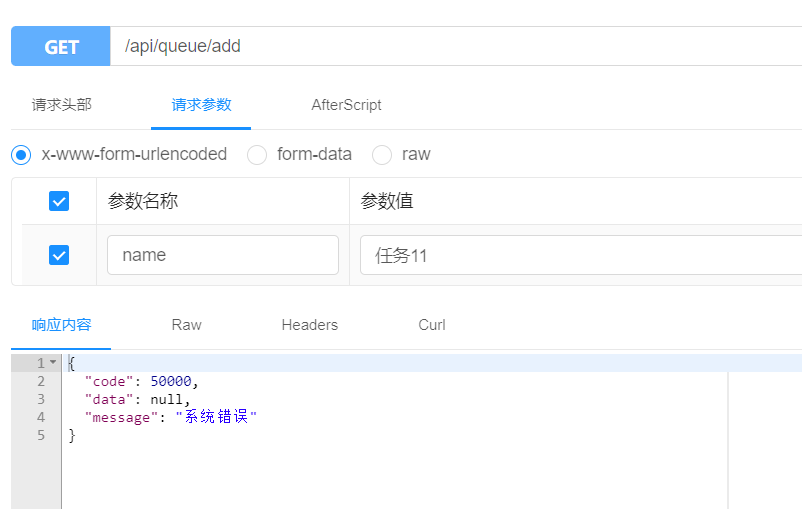 GET /api/queue/add
请求头部 请求参数 AfterScript
x-www-form-urlencoded form-data raw
参数名称 参数值
name 任务11
响应内容 Raw Headers Curl
1 {
2 "code": 50000,
3 "data": null,
4 "message": "系统错误"
5 }